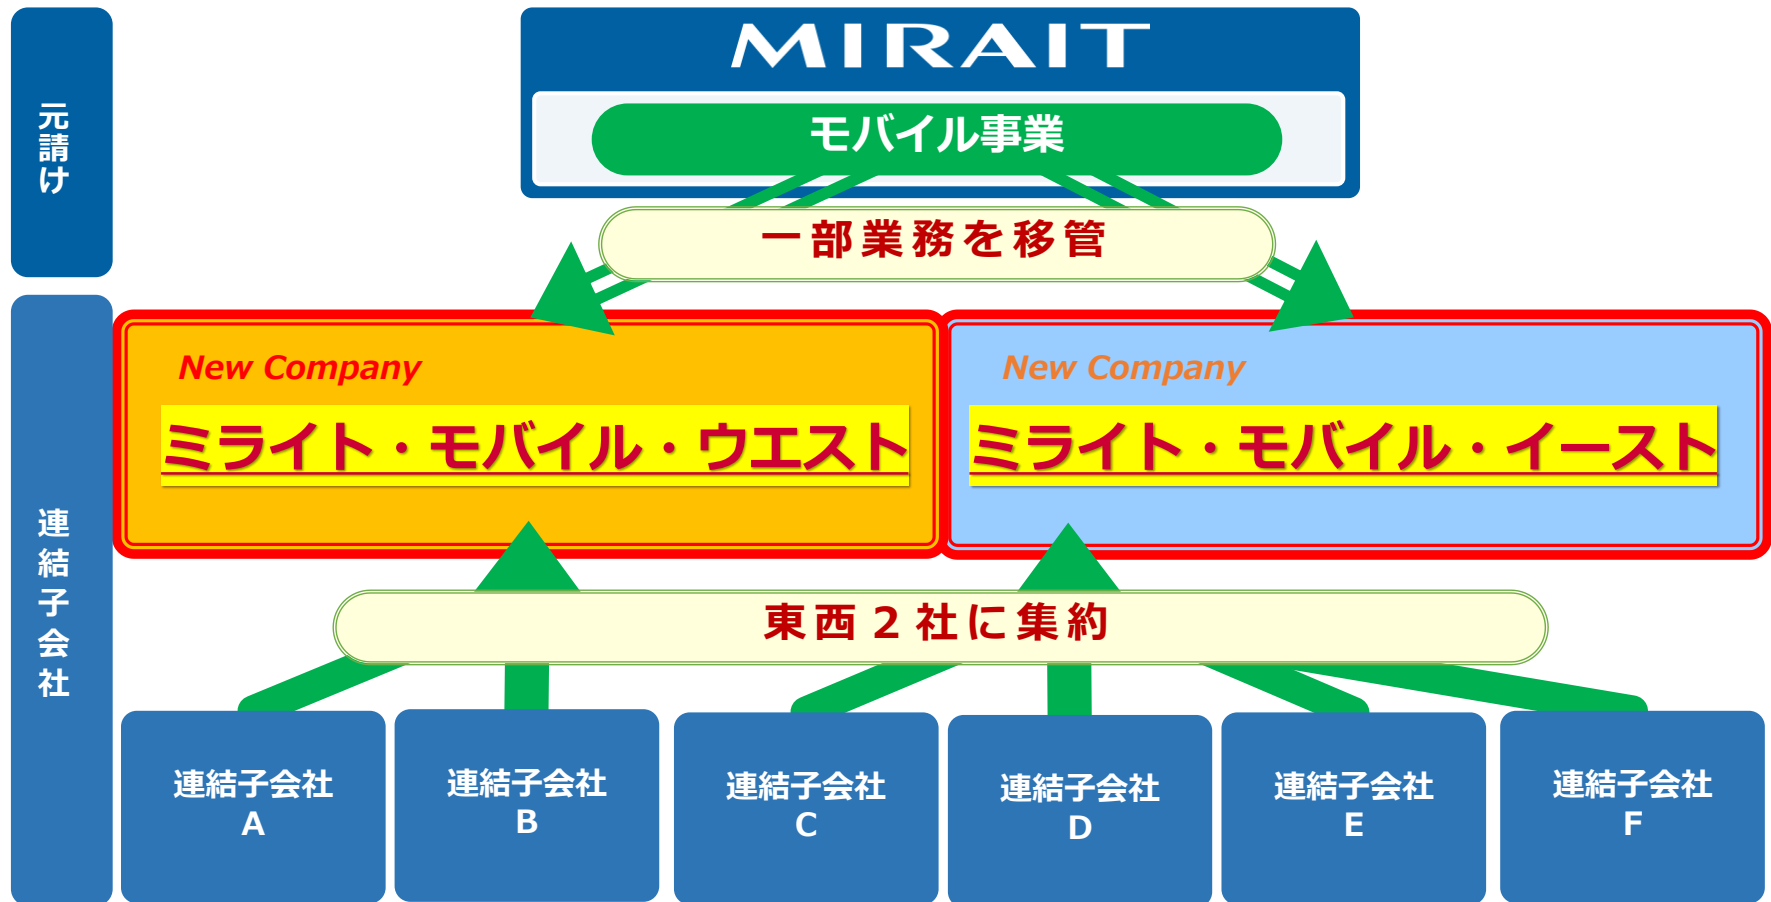 元請け
MIRAIT
モバイル事業
一部業務を移管
連結子会社
New Company
ミライト・モバイル・ウエスト
New Company
ミライト・モバイル・イースト
東西２社に集約
連結子会社
A
連結子会社
B
連結子会社
C
連結子会社
D
連結子会社
E
連結子会社
F